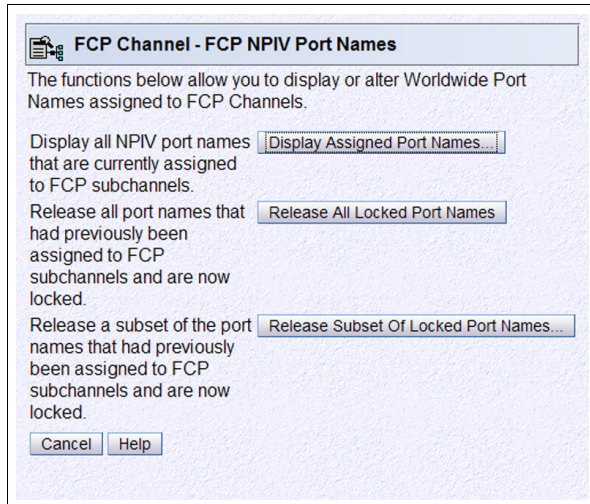 FCP Channel - FCP NPIV Port Names
The functions below allow you to display or alter Worldwide Port
Names assigned to FCP Channels.
Display all NPIV port names
that are currently assigned
to FCP subchannels.
Display Assigned Port Names...
Release all port names that
had previously been
assigned to FCP
subchannels and are now
locked.
Release All Locked Port Names
Release a subset of the port
names that had previously
been assigned to FCP
subchannels and are now
locked.
Release Subset Of Locked Port Names...
Cancel Help